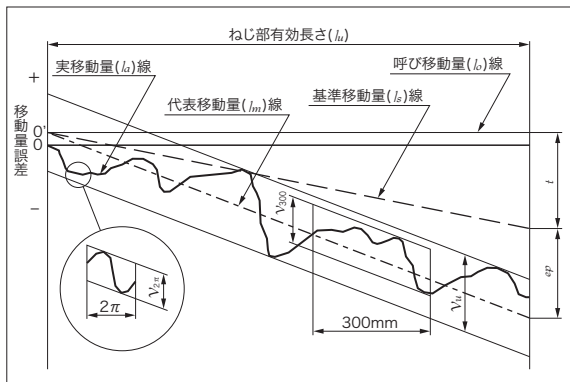 ねじ部有効長さ(lu)
呼び移動量(lo)線
実移動量(la)線
代表移動量(lm)線
基準移動量(ls)線
+
移動量誤差
0'
0
−
t
ν300
ep
νu
ν2π
2π
300mm